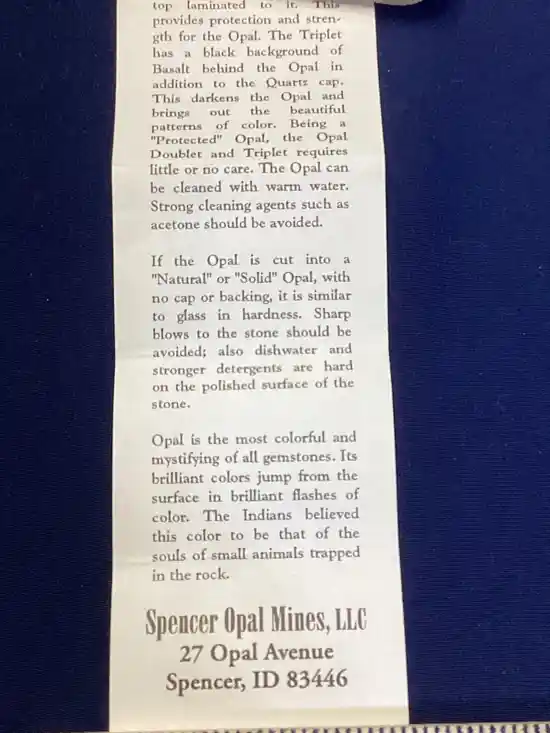 top laminated to it. This
provides protection and stren-
gth for the Opal. The Triplet
has a black background of
Basalt behind the Opal in
addition to the Quartz cap.
This darkens the Opal and
brings out the beautiful
patterns of color. Being a
"Protected" Opal, the Opal
Doublet and Triplet requires
little or no care. The Opal can
be cleaned with warm water.
Strong cleaning agents such as
acetone should be avoided.
If the Opal is cut into a
"Natural" or "Solid" Opal, with
no cap or backing, it is similar
to glass in hardness. Sharp
blows to the stone should be
avoided; also dishwater and
stronger detergents are hard
on the polished surface of the
stone.
Opal is the most colorful and
mystifying of all gemstones. Its
brilliant colors jump from the
surface in brilliant flashes of
color. The Indians believed
this color to be that of the
souls of small animals trapped
in the rock.
Spencer Opal Mines, LLC
27 Opal Avenue
Spencer, ID 83446